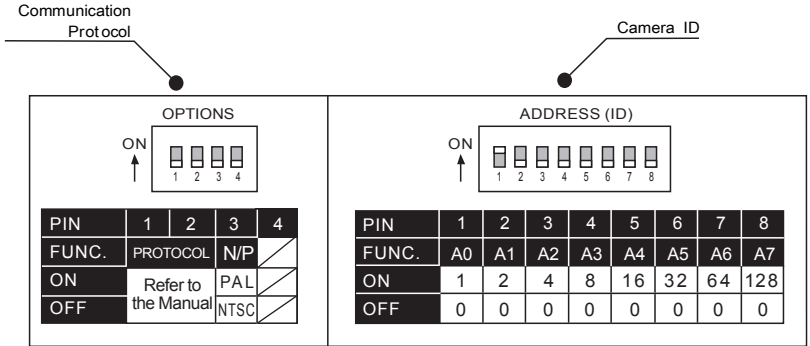 Communication
Protocol
Camera ID
OPTIONS
ON
1 2 3 4
PIN 1 2 3 4
FUNC. PROTOCOL N/P
ON Refer to the Manual PAL
OFF NTSC
ADDRESS (ID)
ON
1 2 3 4 5 6 7 8
PIN 1 2 3 4 5 6 7 8
FUNC. A0 A1 A2 A3 A4 A5 A6 A7
ON 1 2 4 8 16 32 64 128
OFF 0 0 0 0 0 0 0 0